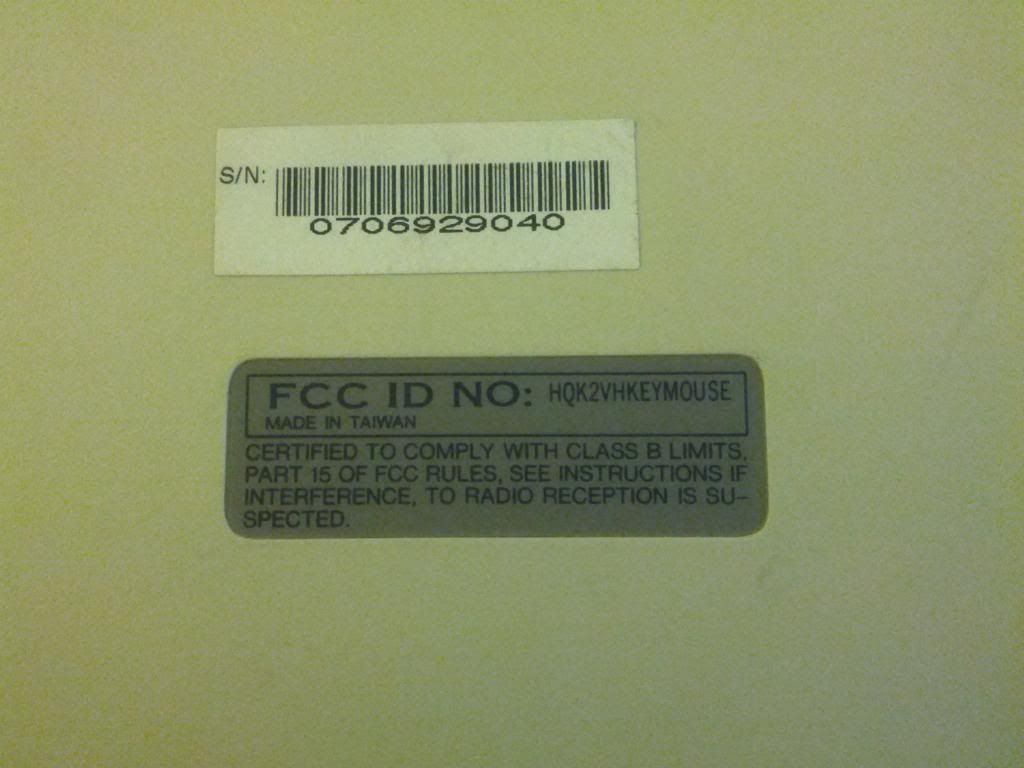 S/N:
0706929040
FCC ID NO: HQK2VHKEYMOUSE
MADE IN TAIWAN
CERTIFIED TO COMPLY WITH CLASS B LIMITS,
PART 15 OF FCC RULES, SEE INSTRUCTIONS IF
INTERFERENCE, TO RADIO RECEPTION IS SU-
SPECTED.